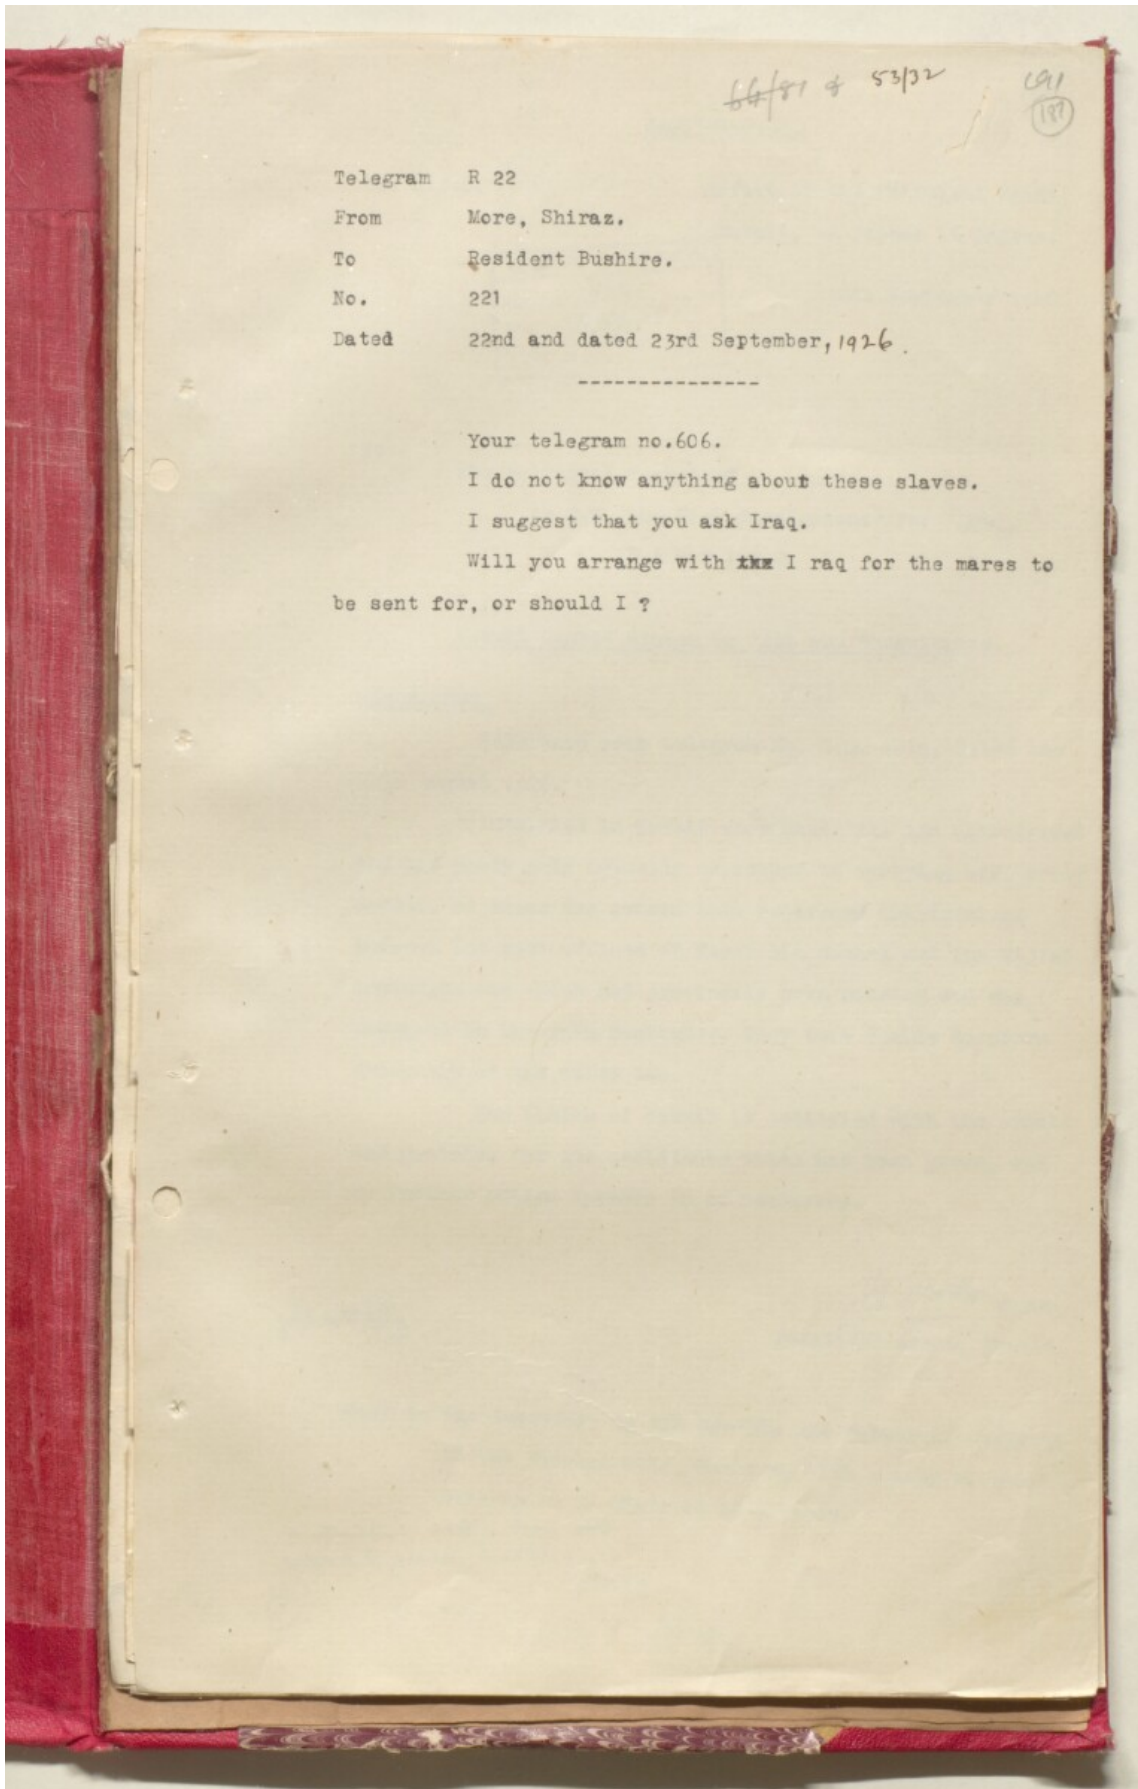 64/81 & 53/32
191
187
Telegram R 22
From More, Shiraz.
To Resident Bushire.
No. 221
Dated 22nd and dated 23rd September, 1926.
---------------
Your telegram no.606.
I do not know anything about these slaves.
I suggest that you ask Iraq.
Will you arrange with the I raq for the mares to
be sent for, or should I ?